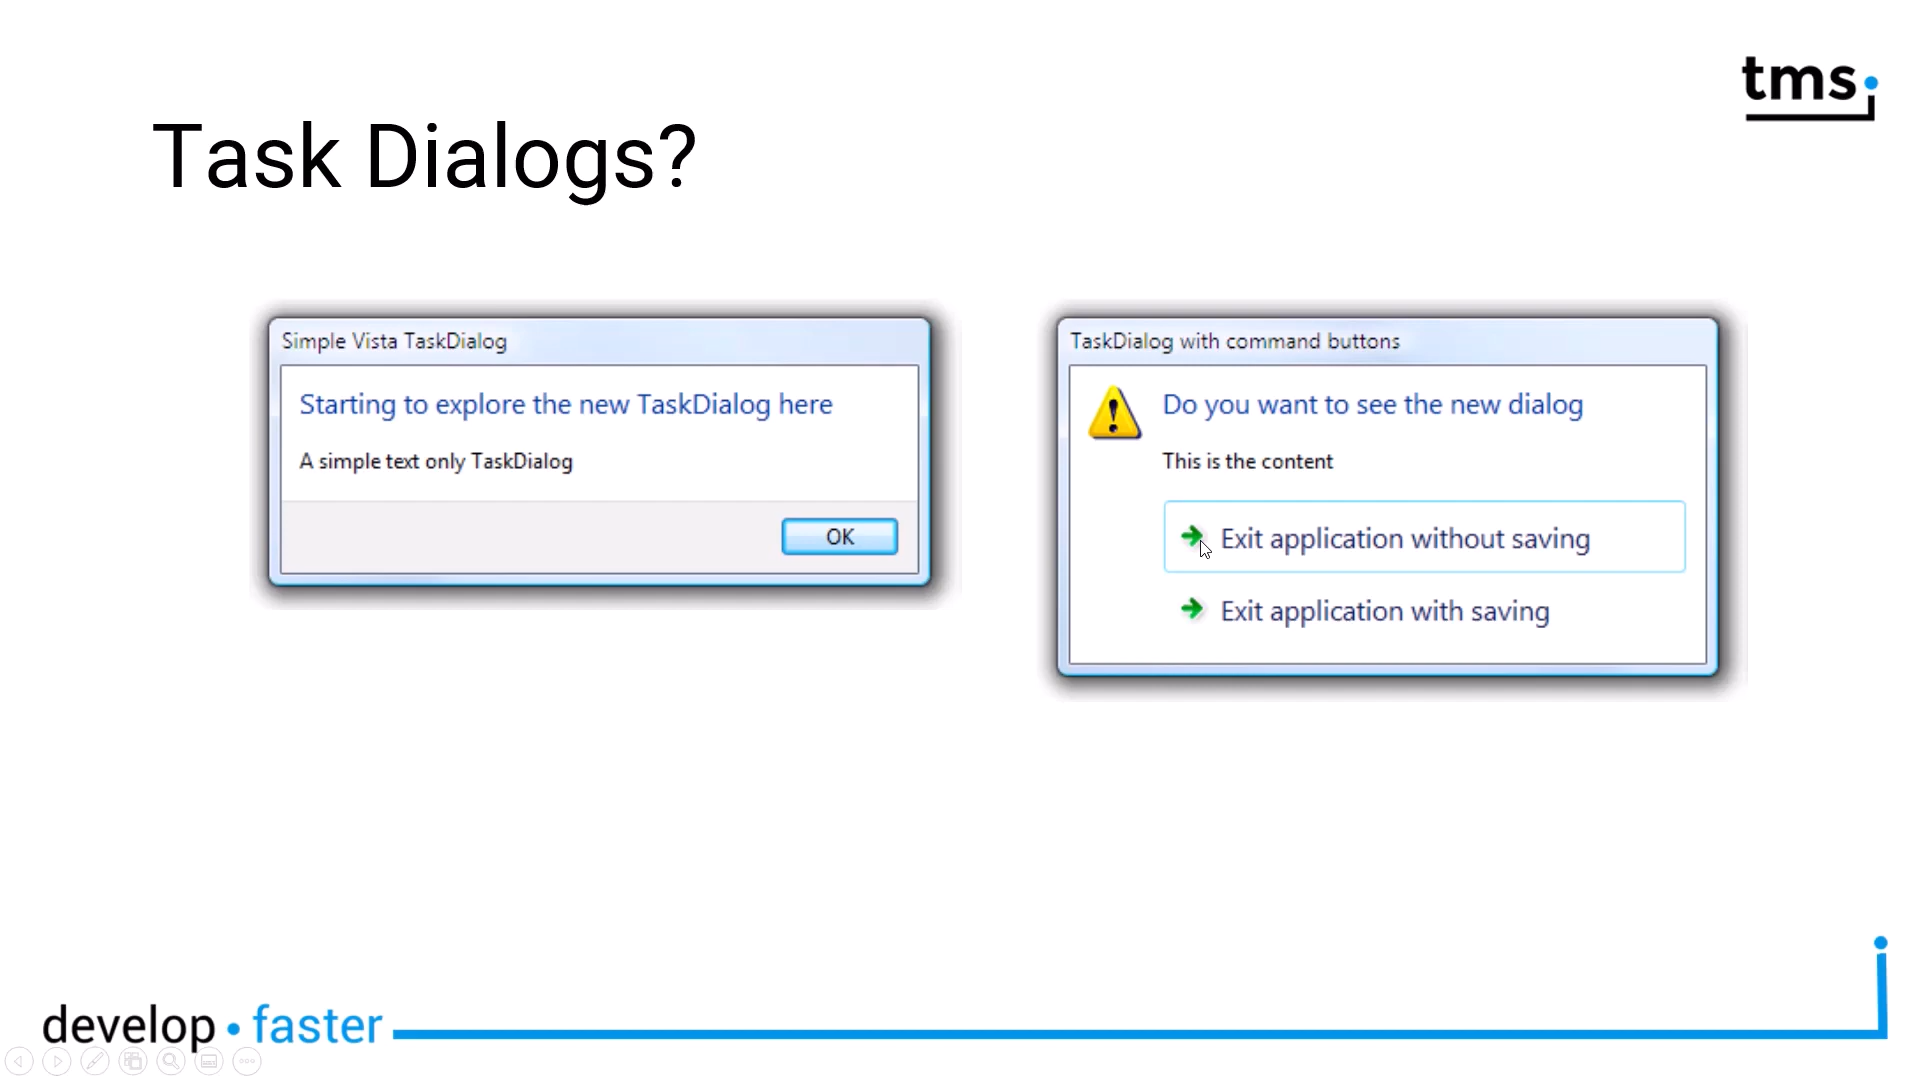 tms
Task Dialogs?
Simple Vista TaskDialog
Starting to explore the new TaskDialog here
A simple text only TaskDialog
OK
TaskDialog with command buttons
Do you want to see the new dialog
This is the content
Exit application without saving
Exit application with saving
develop • faster